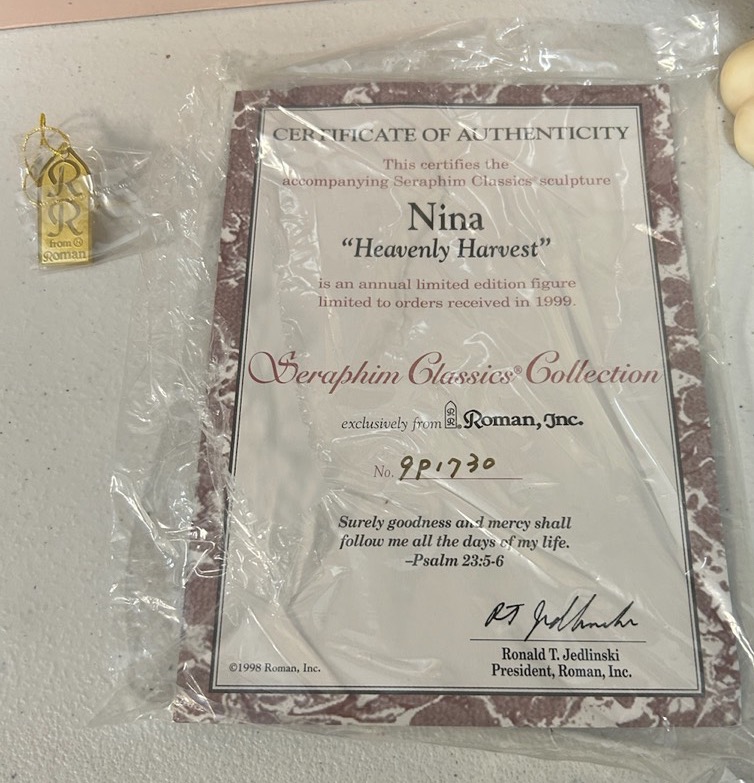 R
R
from ®
Roman
CERTIFICATE OF AUTHENTICITY
This certifies the
accompanying Seraphim Classics® sculpture
Nina
“Heavenly Harvest”
is an annual limited edition figure
limited to orders received in 1999.
Seraphim Classics® Collection
exclusively from RR® Roman, Inc.
No. 9P1730
Surely goodness and mercy shall
follow me all the days of my life.
–Psalm 23:5-6
RT Jedlinski
Ronald T. Jedlinski
President, Roman, Inc.
©1998 Roman, Inc.